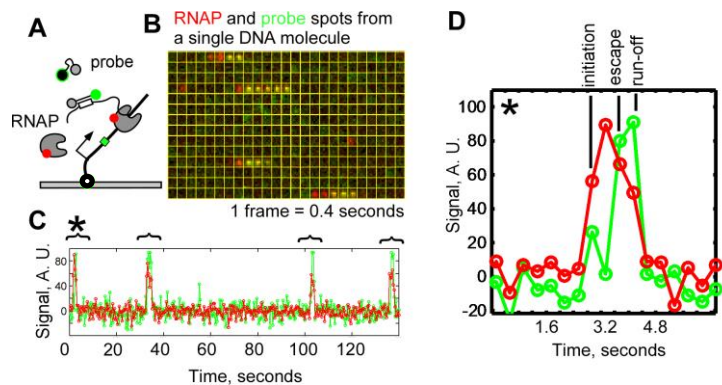 A
probe
RNAP
B
RNAP and probe spots from
a single DNA molecule
1 frame = 0.4 seconds
C
*
Signal, A. U.
80
40
0
0 20 40 60 80 100 120
Time, seconds
D
initiation
escape
run-off
*
Signal, A. U.
100
80
60
40
20
0
-20
1.6 3.2 4.8
Time, seconds